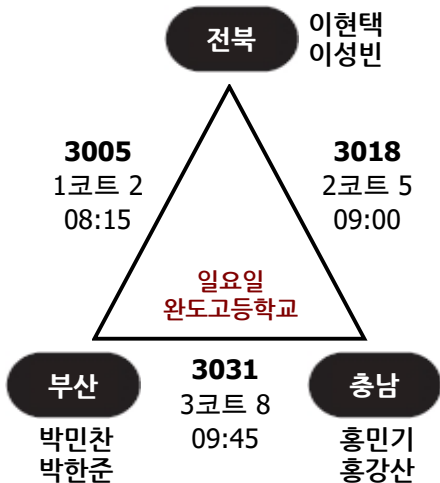 전북
이현택
이성빈
3005
1코트 2
08:15
3018
2코트 5
09:00
일요일
완도고등학교
부산
박민찬
박한준
3031
3코트 8
09:45
충남
홍민기
홍강산